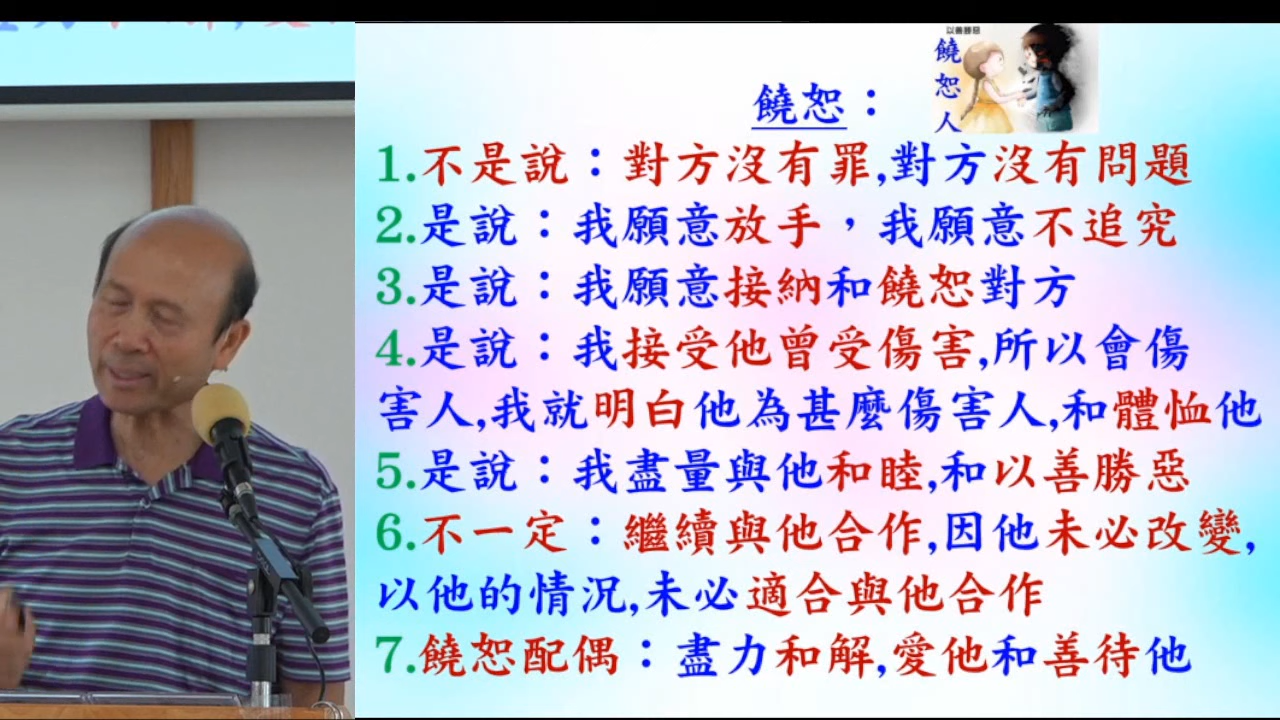 以善勝惡
饒恕人
饒恕：
1.不是說：對方沒有罪,對方沒有問題
2.是說：我願意放手，我願意不追究
3.是說：我願意接納和饒恕對方
4.是說：我接受他曾受傷害,所以會傷
害人,我就明白他為甚麼傷害人,和體恤他
5.是說：我盡量與他和睦,和以善勝惡
6.不一定：繼續與他合作,因他未必改變,
以他的情況,未必適合與他合作
7.饒恕配偶：盡力和解,愛他和善待他